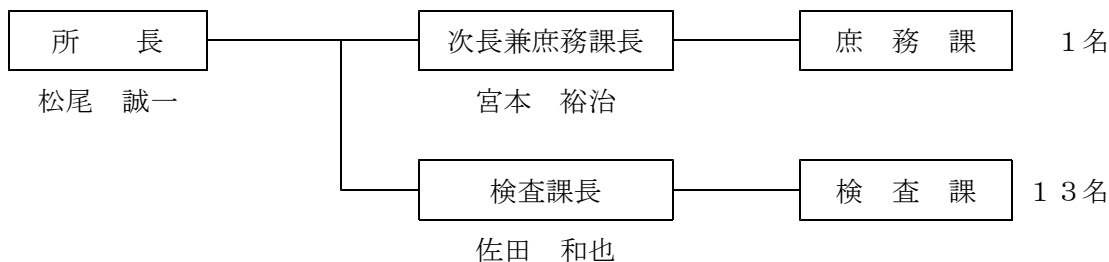 所　長　次長兼庶務課長　庶　務　課　１名
松尾　誠一　宮本　裕治
検査課長　検　査　課　１３名
佐田　和也